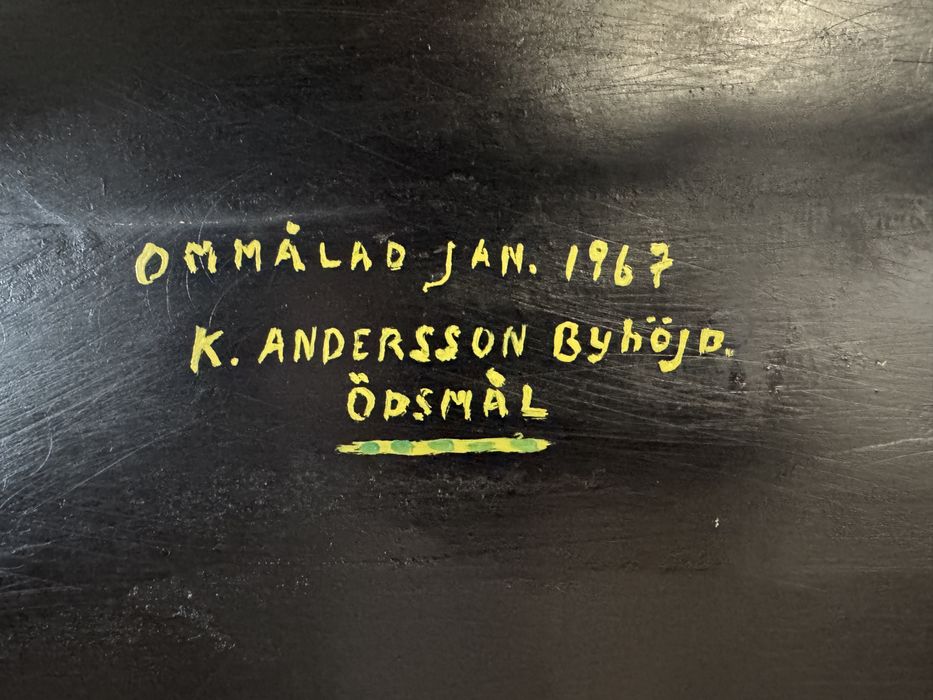 OMMÅLAD JAN. 1967
K. ANDERSSON Byhöjd.
ÖDSMÅL